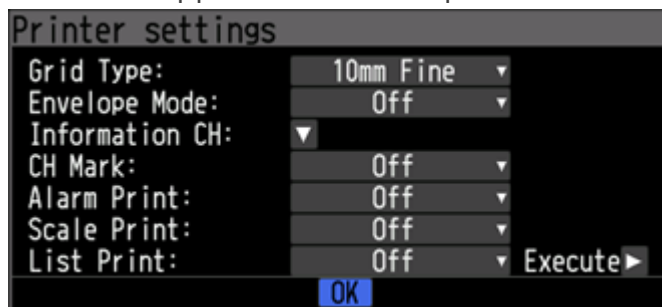 Printer settings
Grid Type: 10mm Fine
Envelope Mode: Off
Information CH:
CH Mark: Off
Alarm Print: Off
Scale Print: Off
List Print: Off Execute
OK